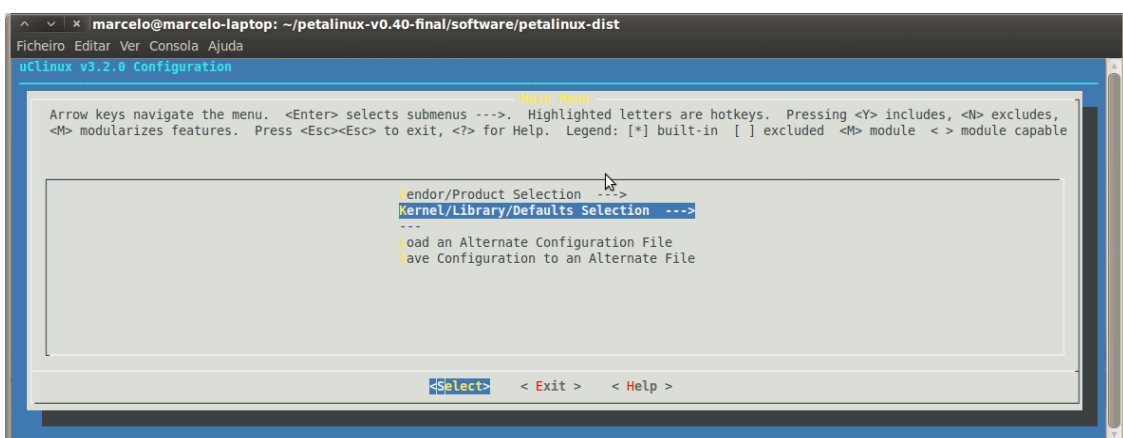 marcelo@marcelo-laptop: ~/petalinux-v0.40-final/software/petalinux-dist
Ficheiro Editar Ver Consola Ajuda
uClinux v3.2.0 Configuration
Main Menu
Arrow keys navigate the menu. <Enter> selects submenus --->. Highlighted letters are hotkeys. Pressing <Y> includes, <N> excludes,
<M> modularizes features. Press <Esc><Esc> to exit, <?> for Help. Legend: [*] built-in [ ] excluded <M> module < > module capable
Vendor/Product Selection --->
Kernel/Library/Defaults Selection --->
---
Load an Alternate Configuration File
Save Configuration to an Alternate File
<Select> < Exit > < Help >